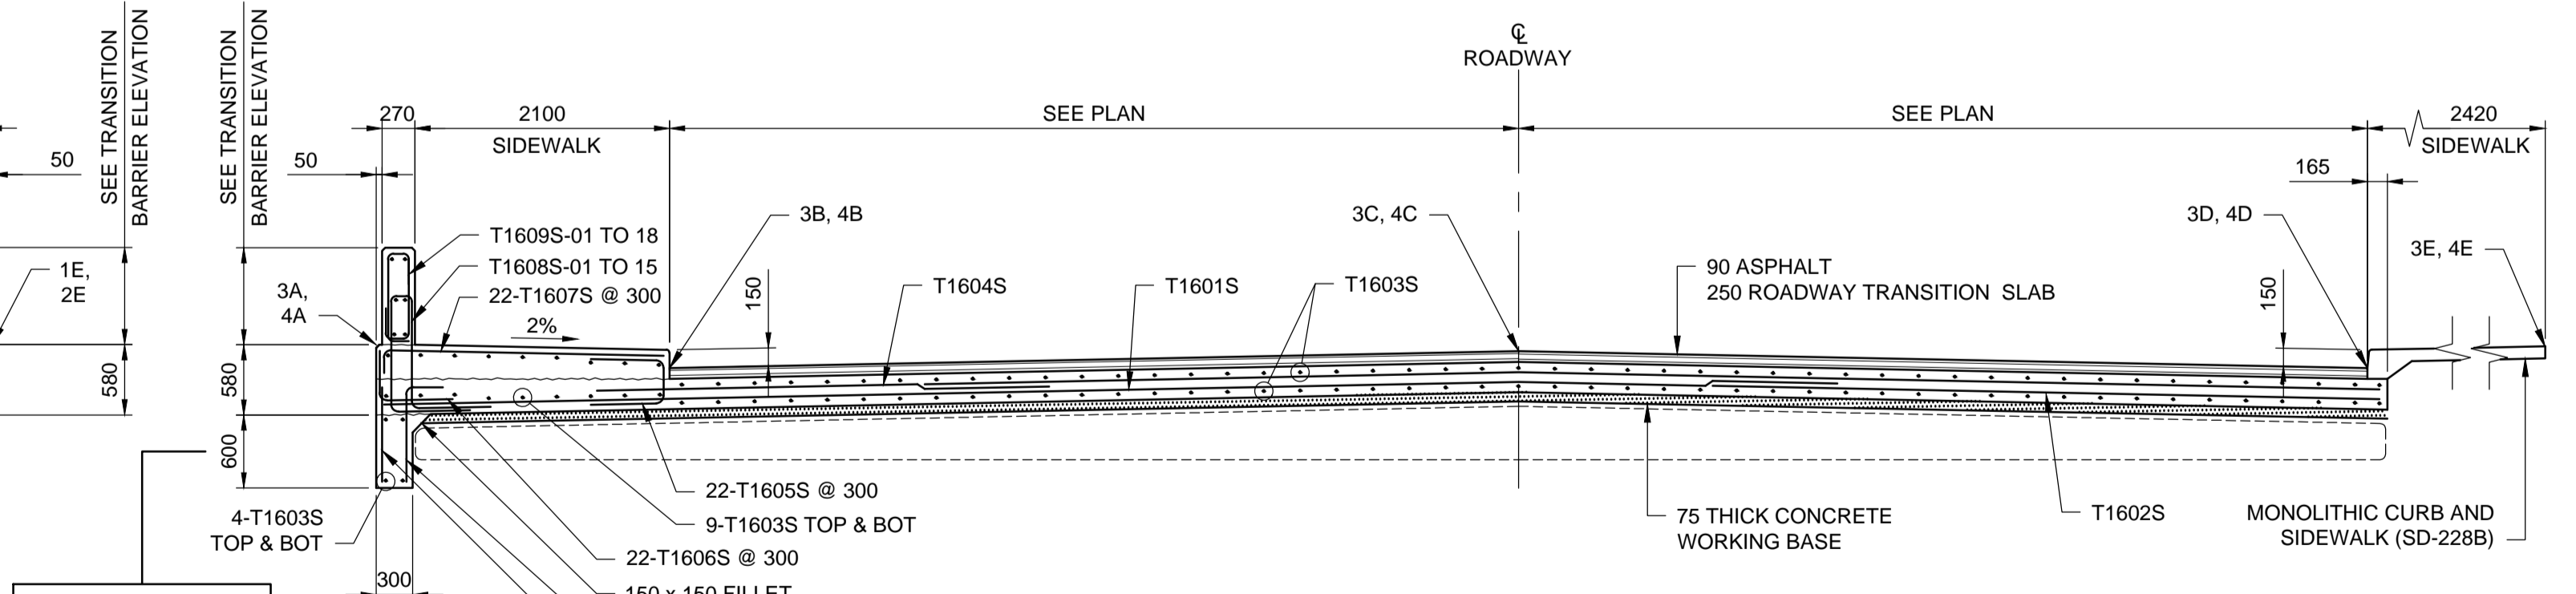 ℄
ROADWAY
SEE TRANSITION
BARRIER ELEVATION
SEE TRANSITION
BARRIER ELEVATION
270
2100
SIDEWALK
SEE PLAN
SEE PLAN
2420
SIDEWALK
50
50
165
1E,
2E
3A,
4A
T1609S-01 TO 18
T1608S-01 TO 15
22-T1607S @ 300
2%
3B, 4B
150
T1604S
T1601S
T1603S
3C, 4C
90 ASPHALT
250 ROADWAY TRANSITION SLAB
3D, 4D
150
3E, 4E
580
580
600
4-T1603S
TOP & BOT
300
22-T1605S @ 300
9-T1603S TOP & BOT
22-T1606S @ 300
150 x 150 FILLET
75 THICK CONCRETE
WORKING BASE
T1602S
MONOLITHIC CURB AND
SIDEWALK (SD-228B)